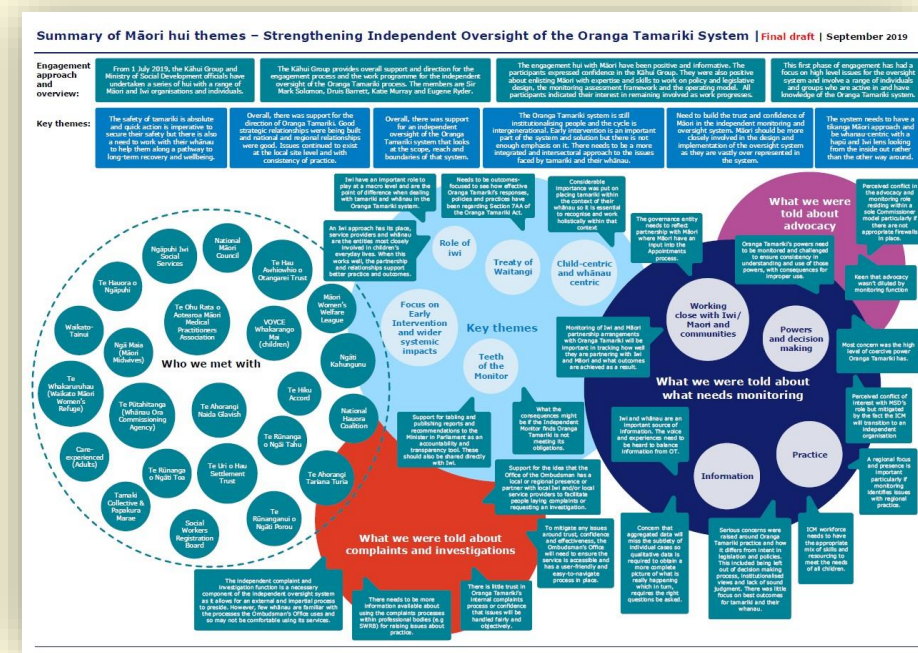 Summary of Māori hui themes – Strengthening Independent Oversight of the Oranga Tamariki System | Final draft | September 2019
Engagement
approach
and
overview:
From 1 July 2019, the Kāhui Group and
Ministry of Social Development officials have
undertaken a series of hui with a range of
Māori and Iwi organisations and individuals.
The Kāhui Group provides overall support and direction for the
engagement process and the work programme for the independent
oversight of the Oranga Tamariki process. The members are Sir
Mark Solomon, Druis Barrett, Katie Murray and Eugene Ryder.
The engagement hui with Māori have been positive and informative. The
participants expressed confidence in the Kāhui Group. They were also positive
about enlisting Māori with expertise and skills to work on policy and legislative
design, the monitoring assessment framework and the operating model. All
participants indicated their interest in remaining involved as work progresses.
This first phase of engagement has had a
focus on high level issues for the oversight
system and involve a range of individuals
and groups who are active in and have
knowledge of the Oranga Tamariki system.
Key themes:
The safety of tamariki is absolute
and quick action is imperative to
secure their safety but there is also
a need to work with their whānau
to help them along a pathway to
long-term recovery and wellbeing.
Overall, there was support for the
direction of Oranga Tamariki. Good
strategic relationships were being built
and national and regional relationships
were good. Issues continued to exist
at the local site level and with
consistency of practice.
Overall, there was support
for an independent
oversight of the Oranga
Tamariki system that looks
at the scope, reach and
boundaries of that system.
The Oranga Tamariki system is still
institutionalising people and the cycle is
intergenerational. Early intervention is an important
part of the system and solution but there is not
enough emphasis on it. There needs to be a more
integrated and intersectoral approach to the issues
faced by tamariki and their whānau.
Need to build the trust and confidence of
Māori in the independent monitoring and
oversight system. Māori should be more
closely involved in the design and
implementation of the oversight system
as they are vastly over represented in
the system.
The system needs to have a
tikanga Māori approach and
be whānau-centric with a
hapū and Iwi lens looking
from the inside out rather
than the other way around.
Who we met with
Ngāpuhi Iwi
Social
Services
National
Māori
Council
Te Hau
Awhiowhio o
Otangarei Trust
Te Hauora o
Ngāpuhi
Te Ohu Rata o
Aotearoa Māori
Medical
Practitioners
Association
VOYCE
Whakarongo
Mai
(children)
Māori
Women's
Welfare
League
Waikato-
Tainui
Ngā Maia
(Māori
Midwives)
Ngāti
Kahungunu
Te
Whakaruruhau
(Waikato Māori
Women's
Refuge)
Te Pūtahitanga
(Whānau Ora
Commissioning
Agency)
Te Ahorangi
Naida Glavish
Te Hiku
Accord
National
Hauora
Coalition
Care-
experienced
(Adults)
Te Rūnanga
o Ngāti Toa
Te Uri o Hau
Settlement
Trust
Te Rūnanga
o Ngāi Tahu
Te Ahorangi
Tariana Turia
Tamaki
Collective &
Papakura
Marae
Social
Workers
Registration
Board
Te
Rūnanganui o
Ngāti Porou
Key themes
Role of
iwi
Treaty of
Waitangi
Child-centric
and whānau
centric
Focus on
Early
Intervention
and wider
systemic
impacts
Teeth
of the
Monitor
Iwi have an important role to
play at a macro level and are the
point of difference when dealing
with tamariki and whānau in the
Oranga Tamariki system.
Needs to be outcomes-
focused to see how effective
Oranga Tamariki's responses,
policies and practices have
been regarding Section 7AA of
the Oranga Tamariki Act.
Considerable
importance was put on
placing tamariki within
the context of their
whānau so it is essential
to recognise and work
holistically within that
context
An Iwi approach has its place,
service providers and whānau
are the entities most closely
involved in children's
everyday lives. When this
works well, the partnership
and relationships support
better practice and outcomes.
Support for tabling and
publishing reports and
recommendations to the
Minister in Parliament as an
accountability and
transparency tool. These
should also be shared directly
with Iwi.
What the
consequences might
be if the Independent
Monitor finds Oranga
Tamariki is not
meeting its
obligations.
What we were told about
complaints and investigations
The independent complaint and
investigation function is a necessary
component of the independent oversight system
as it allows for an external and impartial process
to preside. However, few whānau are familiar with
the processes the Ombudsman's Office uses and
so may not be comfortable using its services.
There needs to be more
information available about
using the complaints processes
within professional bodies (e.g
SWRB) for raising issues about
practice.
There is little trust in
Oranga Tamariki's
internal complaints
process or confidence
that issues will be
handled fairly and
objectively.
Support for the idea that the
Office of the Ombudsman has a
local or regional presence or
partner with local Iwi and/or local
service providers to facilitate
people laying complaints or
requesting an investigation.
To mitigate any issues
around trust, confidence
and effectiveness, the
Ombudsman's Office
will need to ensure the
service is accessible and
has a user-friendly and
easy-to-navigate
process in place.
What we were told about
what needs monitoring
Working
close with Iwi/
Maori and
communities
Powers
and decision
making
Information
Practice
The governance entity
needs to reflect
partnership with Māori
where Māori have an
input into the
Appointments
process.
Oranga Tamariki's powers need
to be monitored and challenged
to ensure consistency in
understanding and use of those
powers, with consequences for
improper use.
Monitoring of Iwi and Māori
partnership arrangements
with Oranga Tamariki will be
important in tracking how well
they are partnering with Iwi
and Māori and what outcomes
are achieved as a result.
Iwi and whānau are an
important source of
information. The voice
and experiences need to
be heard to balance
information from OT.
Concern that
aggregated data will
miss the subtlety of
individual cases so
qualitative data is
required to obtain a
more complete
picture of what is
really happening
which in turn,
requires the right
questions be asked.
Serious concerns were
raised around Oranga
Tamariki practice and how
it differs from intent in
legislation and policies.
This included being left
out of decision making
process, institutionalised
views and lack of sound
judgment. There was little
focus on best outcomes
for tamariki and their
whanau.
ICM workforce
needs to have
the appropriate
mix of skills and
resourcing to
meet the needs
of all children.
What we were
told about
advocacy
Perceived conflict in
the advocacy and
monitoring role
residing within a
sole Commissioner
model particularly if
there are not
appropriate firewalls
in place.
Keen that advocacy
wasn't diluted by
monitoring function
Most concern was the high
level of coercive power
Oranga Tamariki has.
Perceived conflict of
interest with MSD's role
but mitigated by the
fact the ICM will
transition to an
independent
organisation
A regional focus
and presence is
important
particularly if
monitoring
identifies issues
with regional
practice.